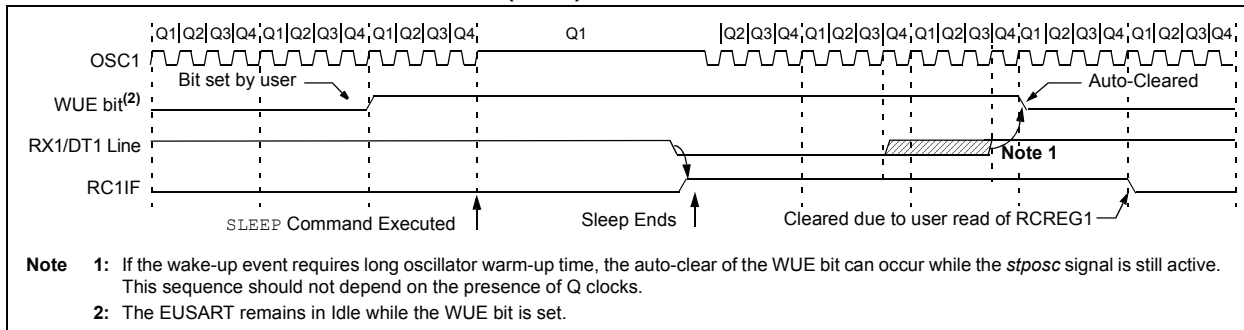 Q1 Q2 Q3 Q4 Q1 Q2 Q3 Q4 Q1 Q2 Q3 Q4 Q1 Q2 Q3 Q4 Q1 Q2 Q3 Q4 Q1 Q2 Q3 Q4 Q1 Q2 Q3 Q4 Q1 Q2 Q3 Q4
OSC1
Bit set by user
Auto-Cleared
WUE bit(2)
RX1/DT1 Line
Note 1
RC1IF
SLEEP Command Executed
Sleep Ends
Cleared due to user read of RCREG1
Note 1: If the wake-up event requires long oscillator warm-up time, the auto-clear of the WUE bit can occur while the stposc signal is still active.
This sequence should not depend on the presence of Q clocks.
2: The EUSART remains in Idle while the WUE bit is set.